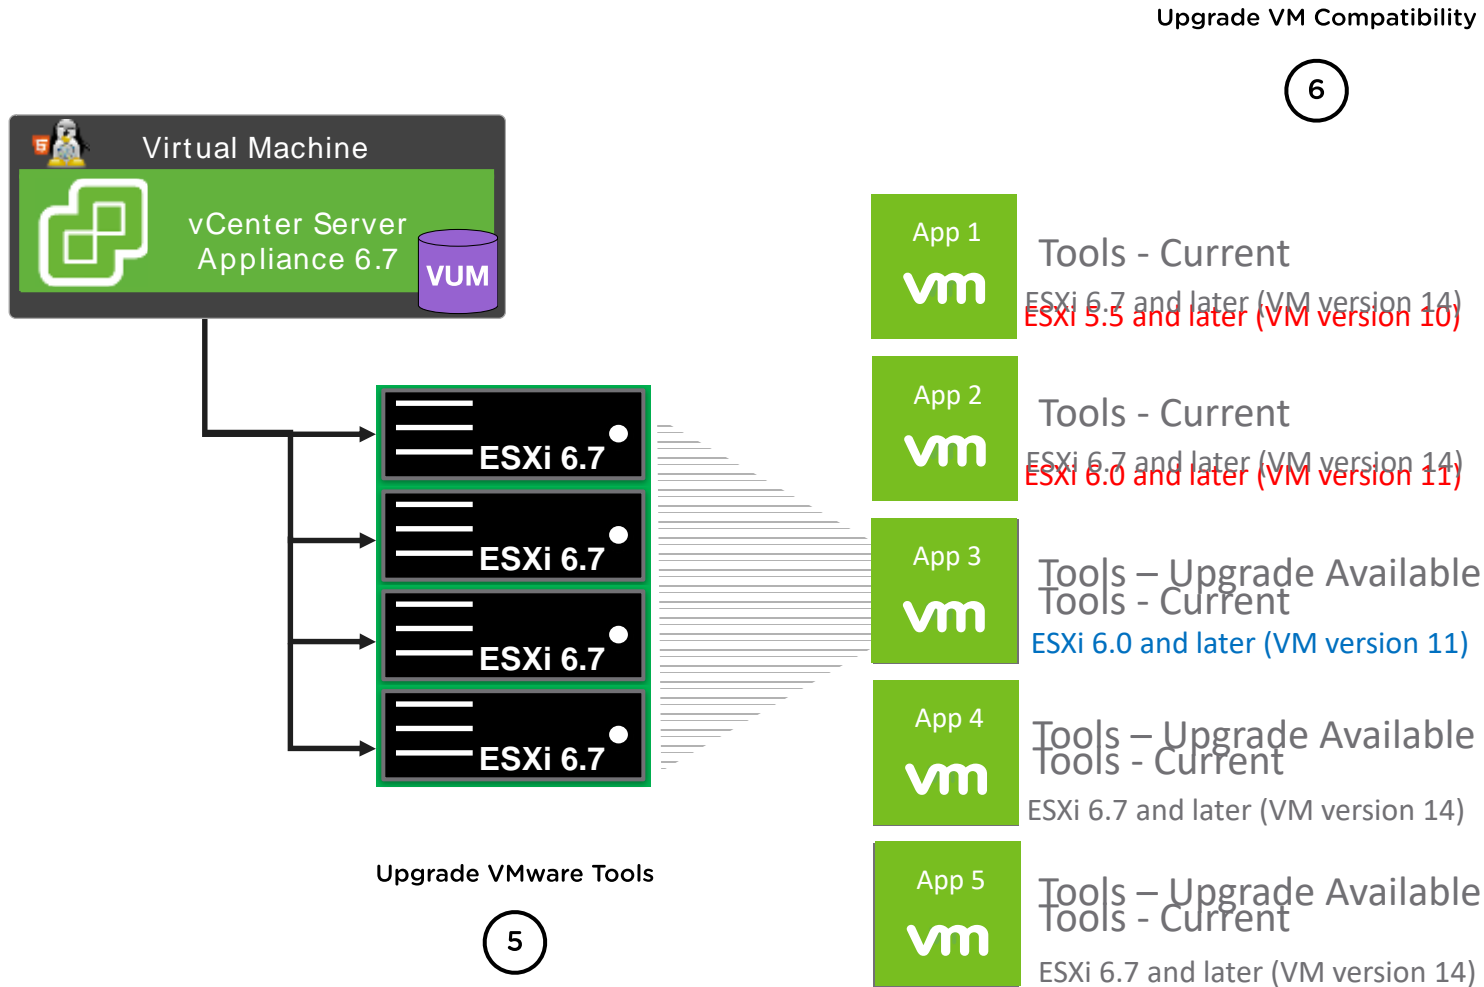 Upgrade VM Compatibility
6
5
Virtual Machine
vCenter Server
Appliance 6.7
VUM
ESXi 6.7
ESXi 6.7
ESXi 6.7
ESXi 6.7
Upgrade VMware Tools
5
App 1
vm
Tools - Current
ESXi 6.7 and later (VM version 14)
ESXi 5.5 and later (VM version 10)
App 2
vm
Tools - Current
ESXi 6.7 and later (VM version 14)
ESXi 6.0 and later (VM version 11)
App 3
vm
Tools – Upgrade Available
Tools - Current
ESXi 6.0 and later (VM version 11)
App 4
vm
Tools – Upgrade Available
Tools - Current
ESXi 6.7 and later (VM version 14)
App 5
vm
Tools – Upgrade Available
Tools - Current
ESXi 6.7 and later (VM version 14)